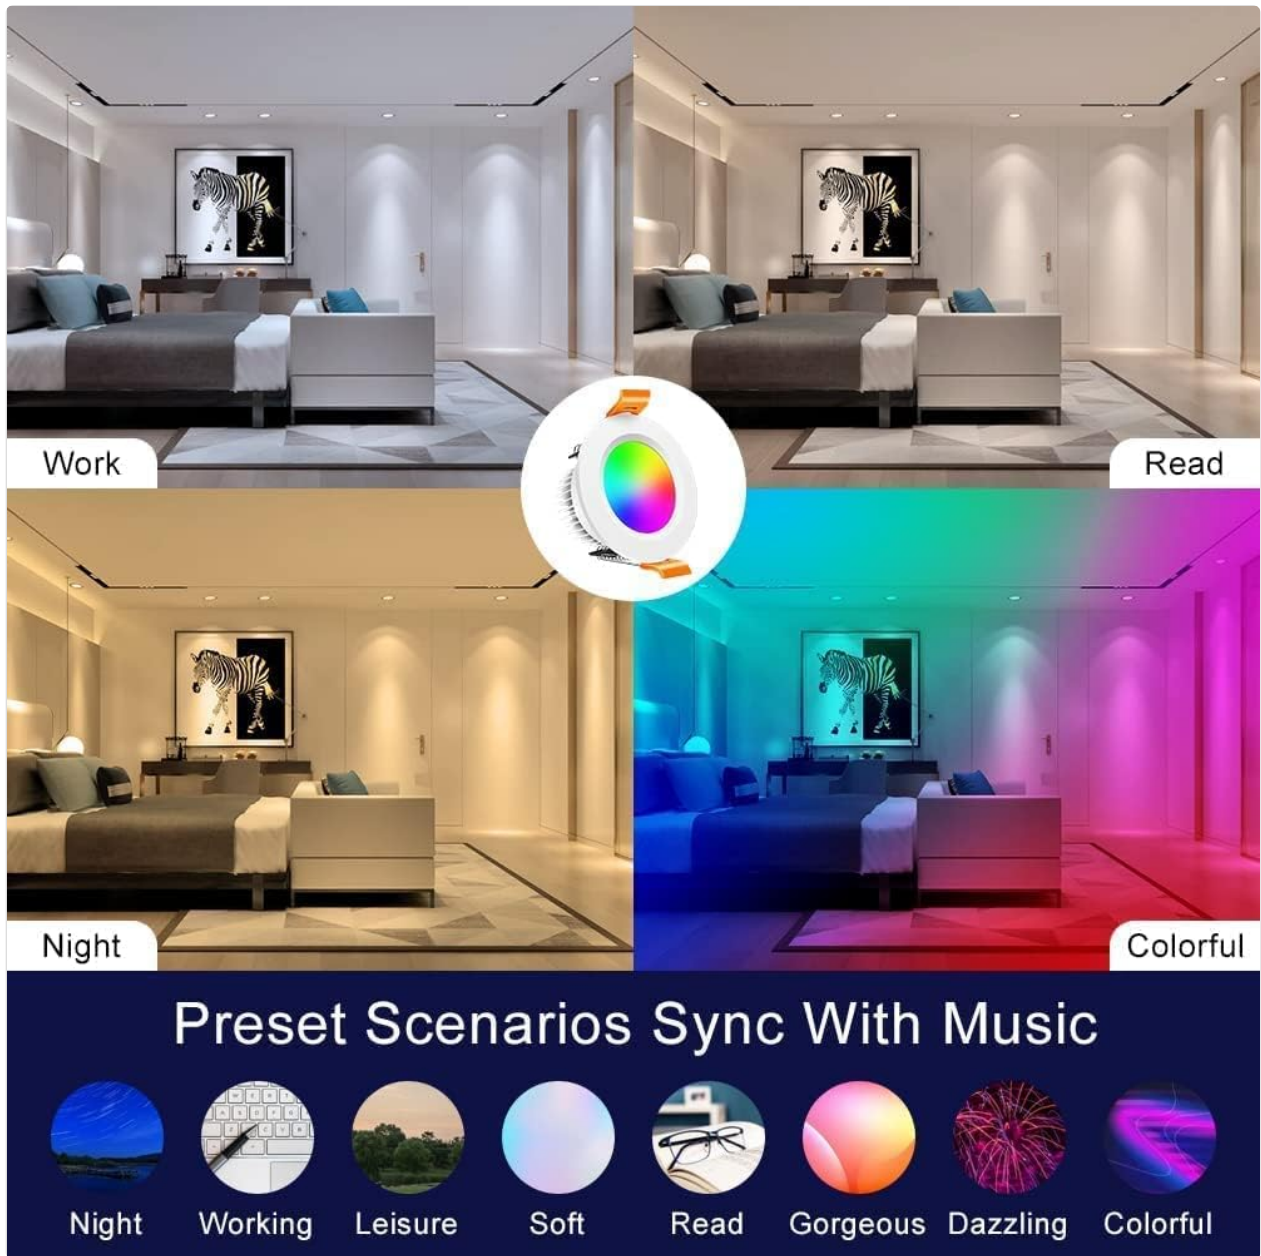 Work
Read
Night
Colorful
Preset Scenarios Sync With Music
Night
Working
Leisure
Soft
Read
Gorgeous
Dazzling
Colorful